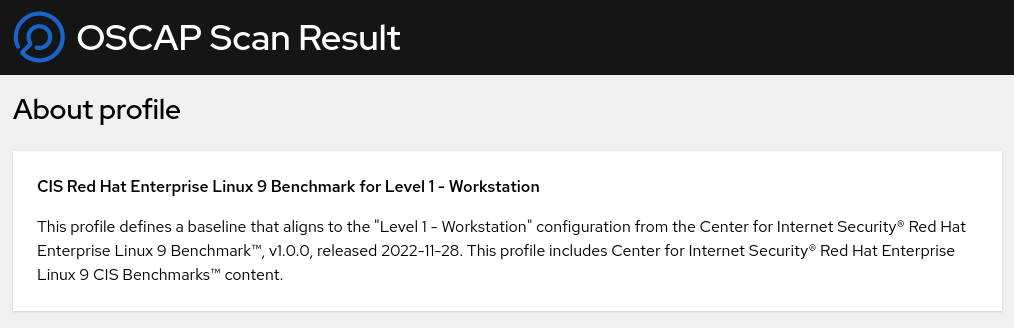 OSCAP Scan Result
About profile
CIS Red Hat Enterprise Linux 9 Benchmark for Level 1 - Workstation
This profile defines a baseline that aligns to the "Level 1 - Workstation" configuration from the Center for Internet Security® Red Hat
Enterprise Linux 9 Benchmark™, v1.0.0, released 2022-11-28. This profile includes Center for Internet Security® Red Hat Enterprise
Linux 9 CIS Benchmarks™ content.